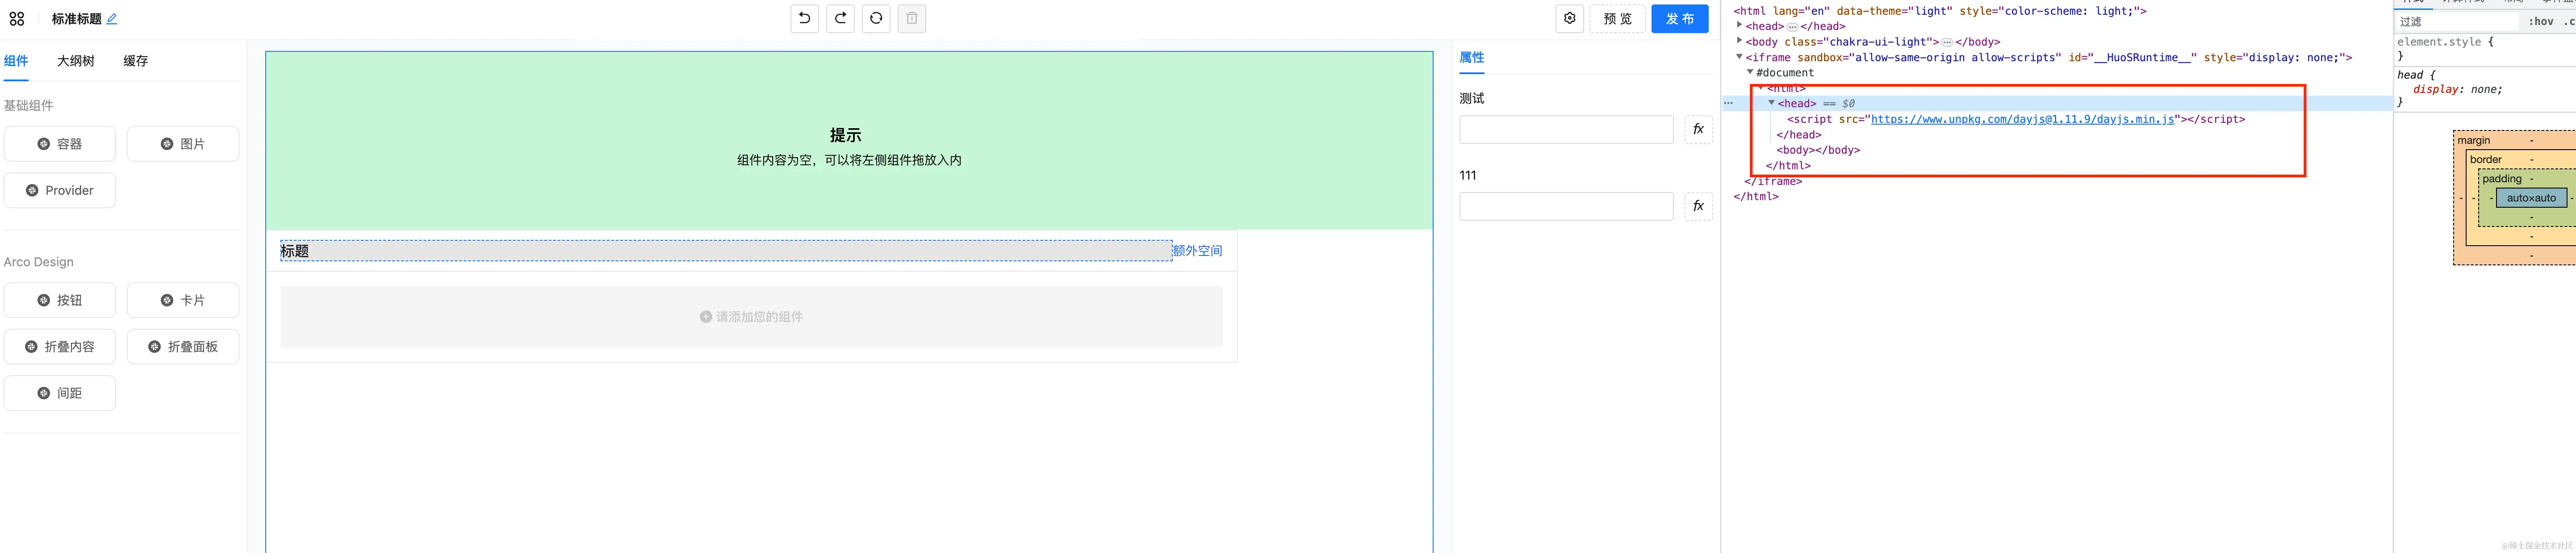 标准标题
预 览
发 布
组件
大纲树
缓存
基础组件
容器
图片
Provider
Arco Design
按钮
卡片
折叠内容
折叠面板
间距
提示
组件内容为空，可以将左侧组件拖放入内
标题
额外空间
请添加您的组件
属性
测试
fx
111
fx
<html lang="en" data-theme="light" style="color-scheme: light;">
<head>…</head>
<body class="chakra-ui-light">…</body>
<iframe sandbox="allow-same-origin allow-scripts" id="__HuoSRuntime__" style="display: none;">
#document
<html>
<head> == $0
<script src="https://www.unpkg.com/dayjs@1.11.9/dayjs.min.js"></script>
</head>
<body></body>
</html>
</iframe>
</html>
过滤
:hov .c
element.style {
}
head {
display: none;
}
margin -
border -
padding -
- - - auto×auto -
-
-
-
@稀土掘金技术社区